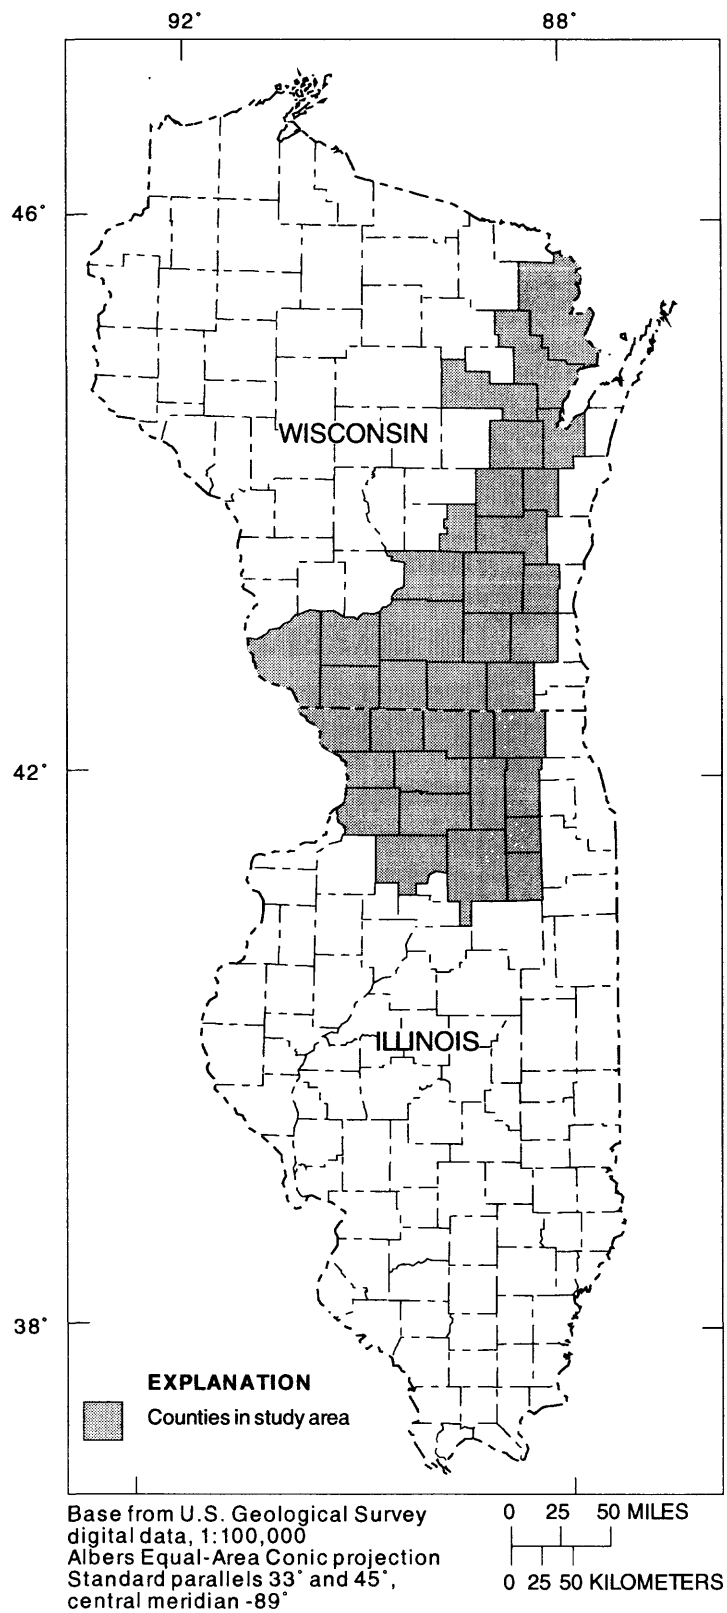 92° 88°
46°
WISCONSIN
42°
ILLINOIS
38°
EXPLANATION
Counties in study area
Base from U.S. Geological Survey
digital data, 1:100,000
Albers Equal-Area Conic projection
Standard parallels 33° and 45°,
central meridian -89°
0 25 50 MILES
0 25 50 KILOMETERS